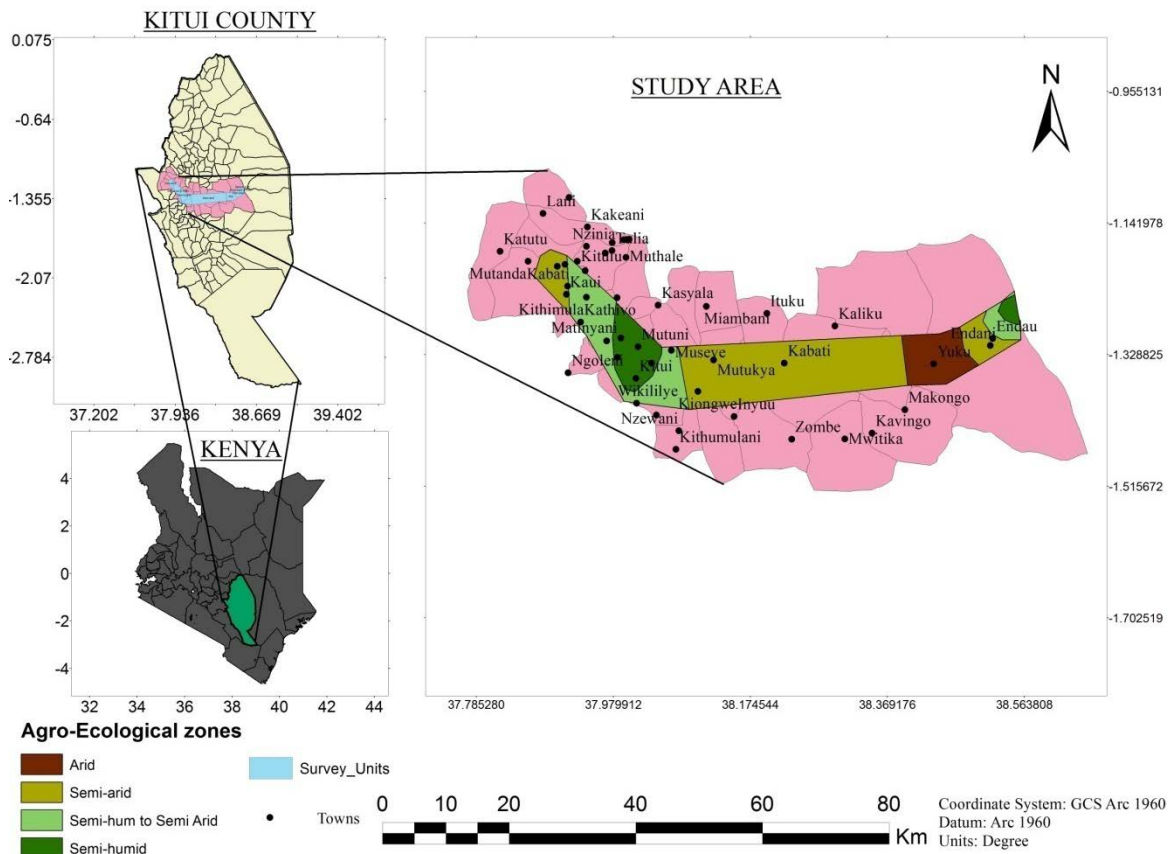 KITUI COUNTY
0.075
-0.64
-1.355
-2.07
-2.784
37.202 37.936 38.669 39.402
KENYA
4
2
0
-2
-4
32 34 36 38 40 42 44
STUDY AREA
N
-0.955131
-1.141978
-1.328825
-1.515672
-1.702519
37.785280 37.979912 38.174544 38.369176 38.563808
Lani
Kakeani
Nzinia
Katutu
Kitulu Muthale
Mutanda Kabati
Kaui
Kasyala
Ituku
Kithimula Kathivo
Miambani
Kaliku
Matinyani
Mutuni
Endani
Endau
Museve
Kabati
Yuku
Ngoleni
Kitui
Mutukya
Wikililye
Nzewani
Kiongwe Inyuu
Makongo
Kithumulani
Zombe
Kavingo
Mwitika
Agro-Ecological zones
Arid
Survey_Units
Semi-arid
Semi-hum to Semi Arid
Towns
Semi-humid
0 10 20 40 60 80
Km
Coordinate System: GCS Arc 1960
Datum: Arc 1960
Units: Degree